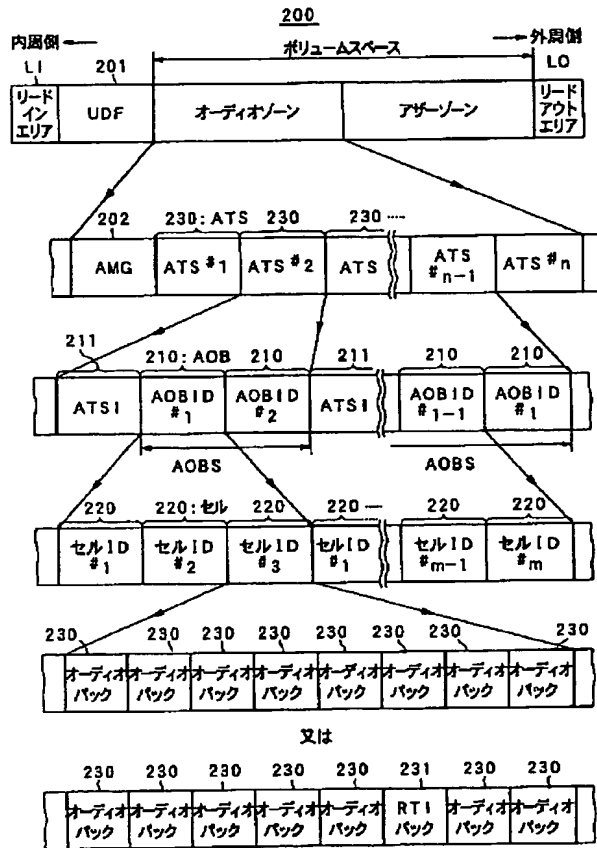 200
内周側 ← ボリュームスペース → 外周側
LI 201 LO
リード イン エリア UDF オーディオゾーン アザーゾーン リード アウト エリア
202 230:ATS 230 230 ....
AMG ATS #1 ATS #2 ATS ATS #n-1 ATS #n
211 210:AOB 210 211 210 210
ATSI AOBID #1 AOBID #2 ATSI AOBID #1-1 AOBID #1
AOBS AOBS
220 220:セル 220 220 ... 220 220
セルID #1 セルID #2 セルID #3 セルID #1 セルID #m-1 セルID #m
230 230 230 230 230 230 230 230
オーディオ パック オーディオ パック オーディオ パック オーディオ パック オーディオ パック オーディオ パック オーディオ パック オーディオ パック
又は
230 230 230 230 230 231 230 230
オーディオ パック オーディオ パック オーディオ パック オーディオ パック オーディオ パック RTI パック オーディオ パック オーディオ パック